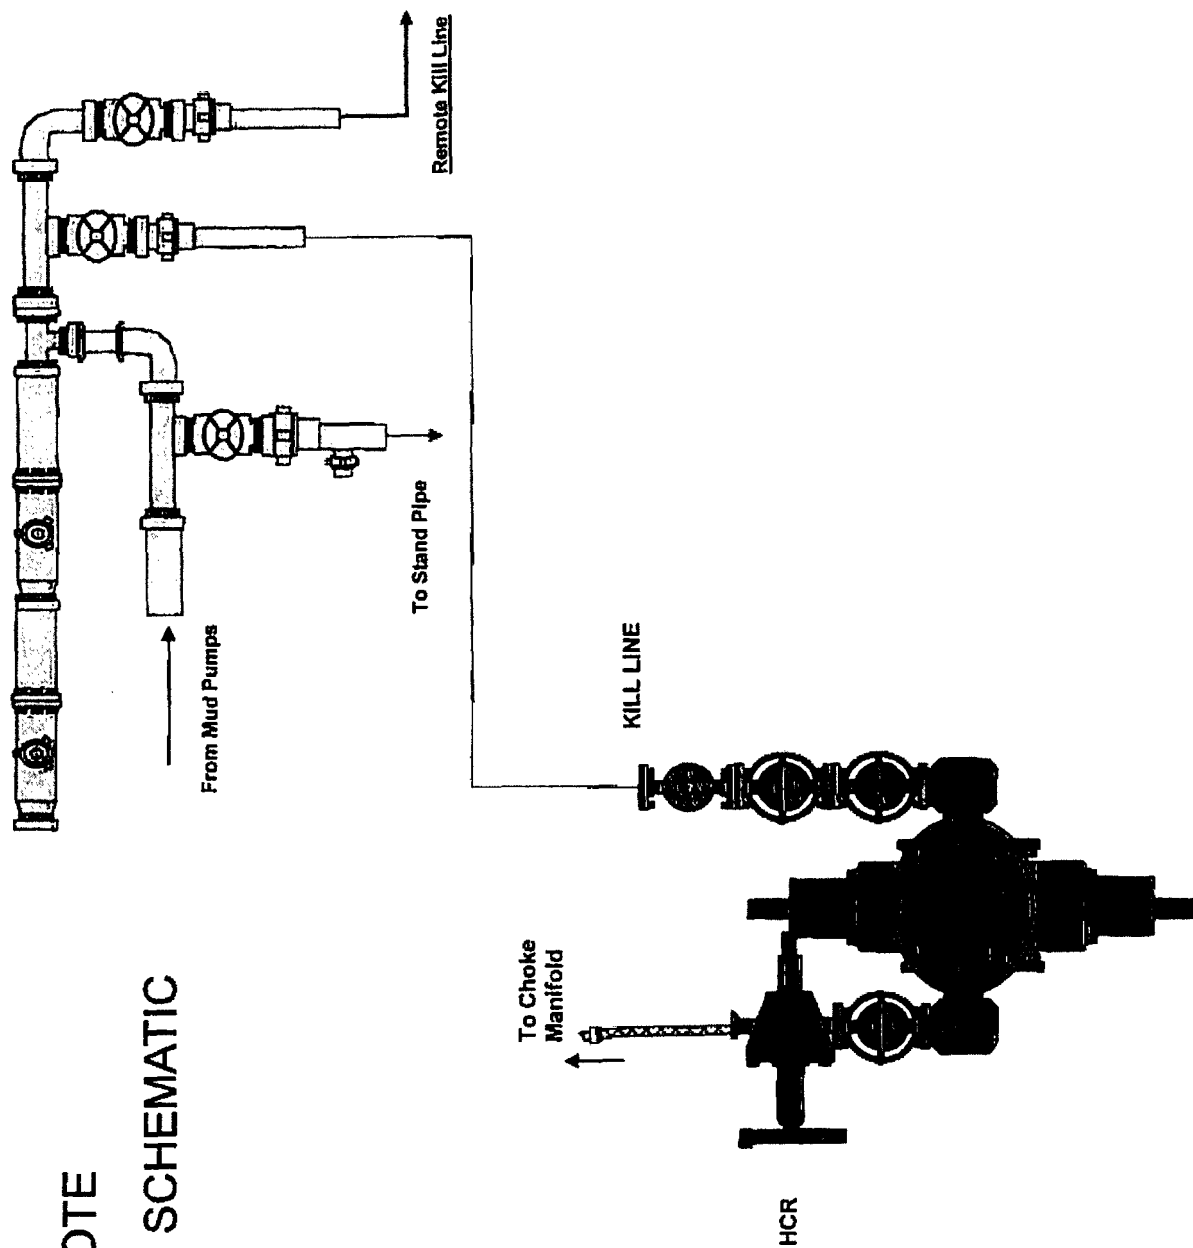 OTE
SCHEMATIC
Remote Kill Line
To Stand Pipe
From Mud Pumps
KILL LINE
To Choke
Manifold
HCR